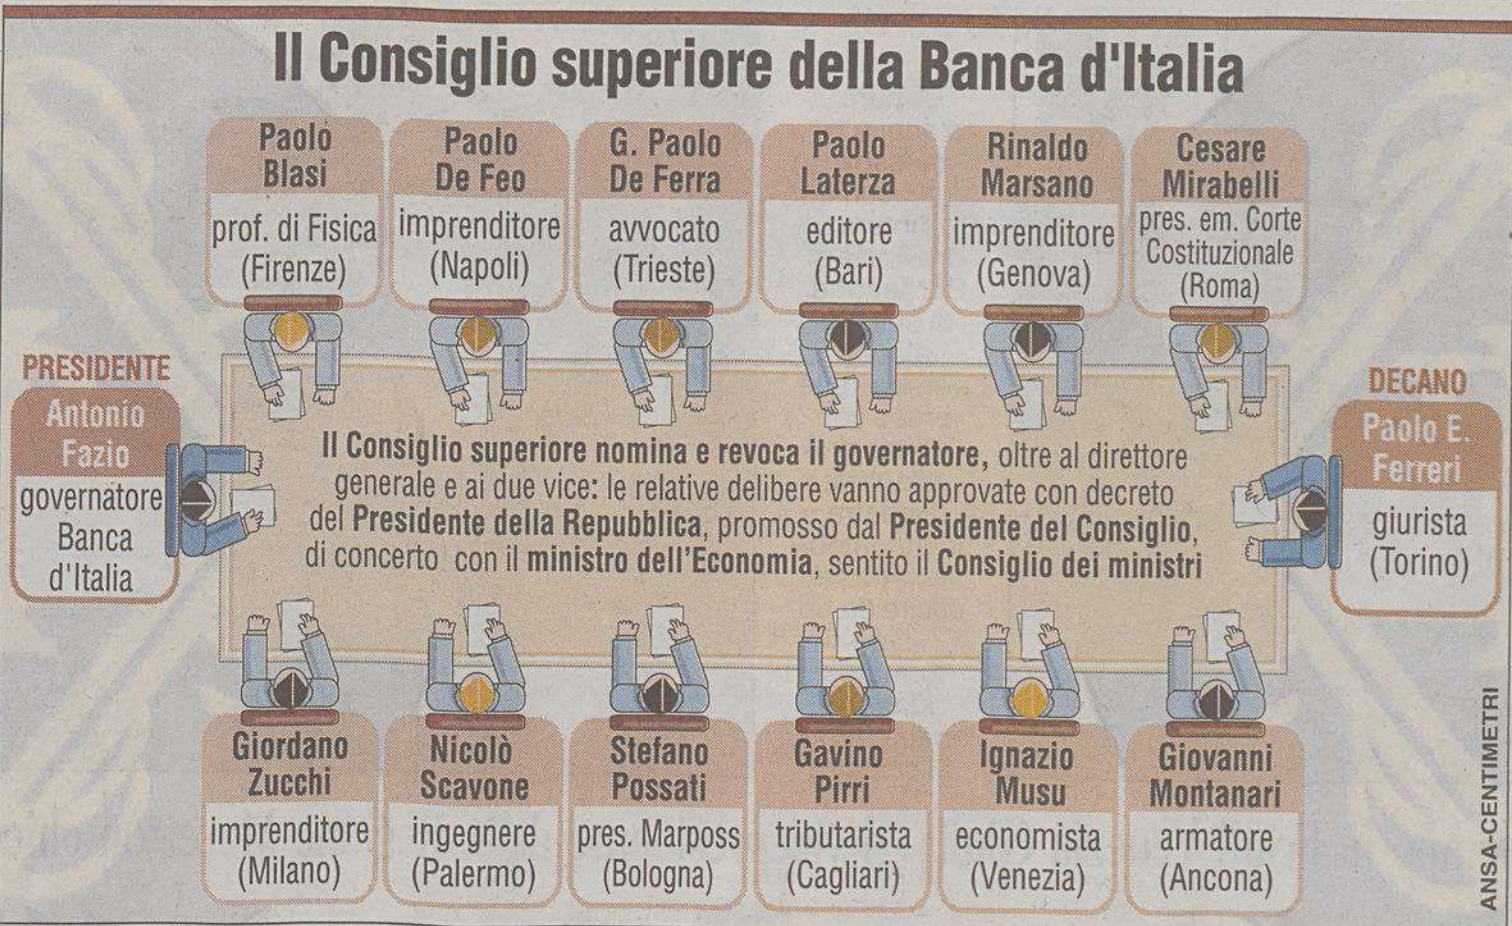 Il Consiglio superiore della Banca d'Italia
Paolo
Blasi
prof. di Fisica
(Firenze)
Paolo
De Feo
imprenditore
(Napoli)
G. Paolo
De Ferra
avvocato
(Trieste)
Paolo
Laterza
editore
(Bari)
Rinaldo
Marsano
imprenditore
(Genova)
Cesare
Mirabelli
pres. em. Corte
Costituzionale
(Roma)
PRESIDENTE
Antonio
Fazio
governatore
Banca
d'Italia
Il Consiglio superiore nomina e revoca il governatore, oltre al direttore
generale e ai due vice: le relative delibere vanno approvate con decreto
del Presidente della Repubblica, promosso dal Presidente del Consiglio,
di concerto con il ministro dell'Economia, sentito il Consiglio dei ministri
DECANO
Paolo E.
Ferreri
giurista
(Torino)
Giordano
Zucchi
imprenditore
(Milano)
Nicolò
Scavone
ingegnere
(Palermo)
Stefano
Possati
pres. Marposs
(Bologna)
Gavino
Pirri
tributarista
(Cagliari)
Ignazio
Musu
economista
(Venezia)
Giovanni
Montanari
armatore
(Ancona)
ANSA-CENTIMETRI